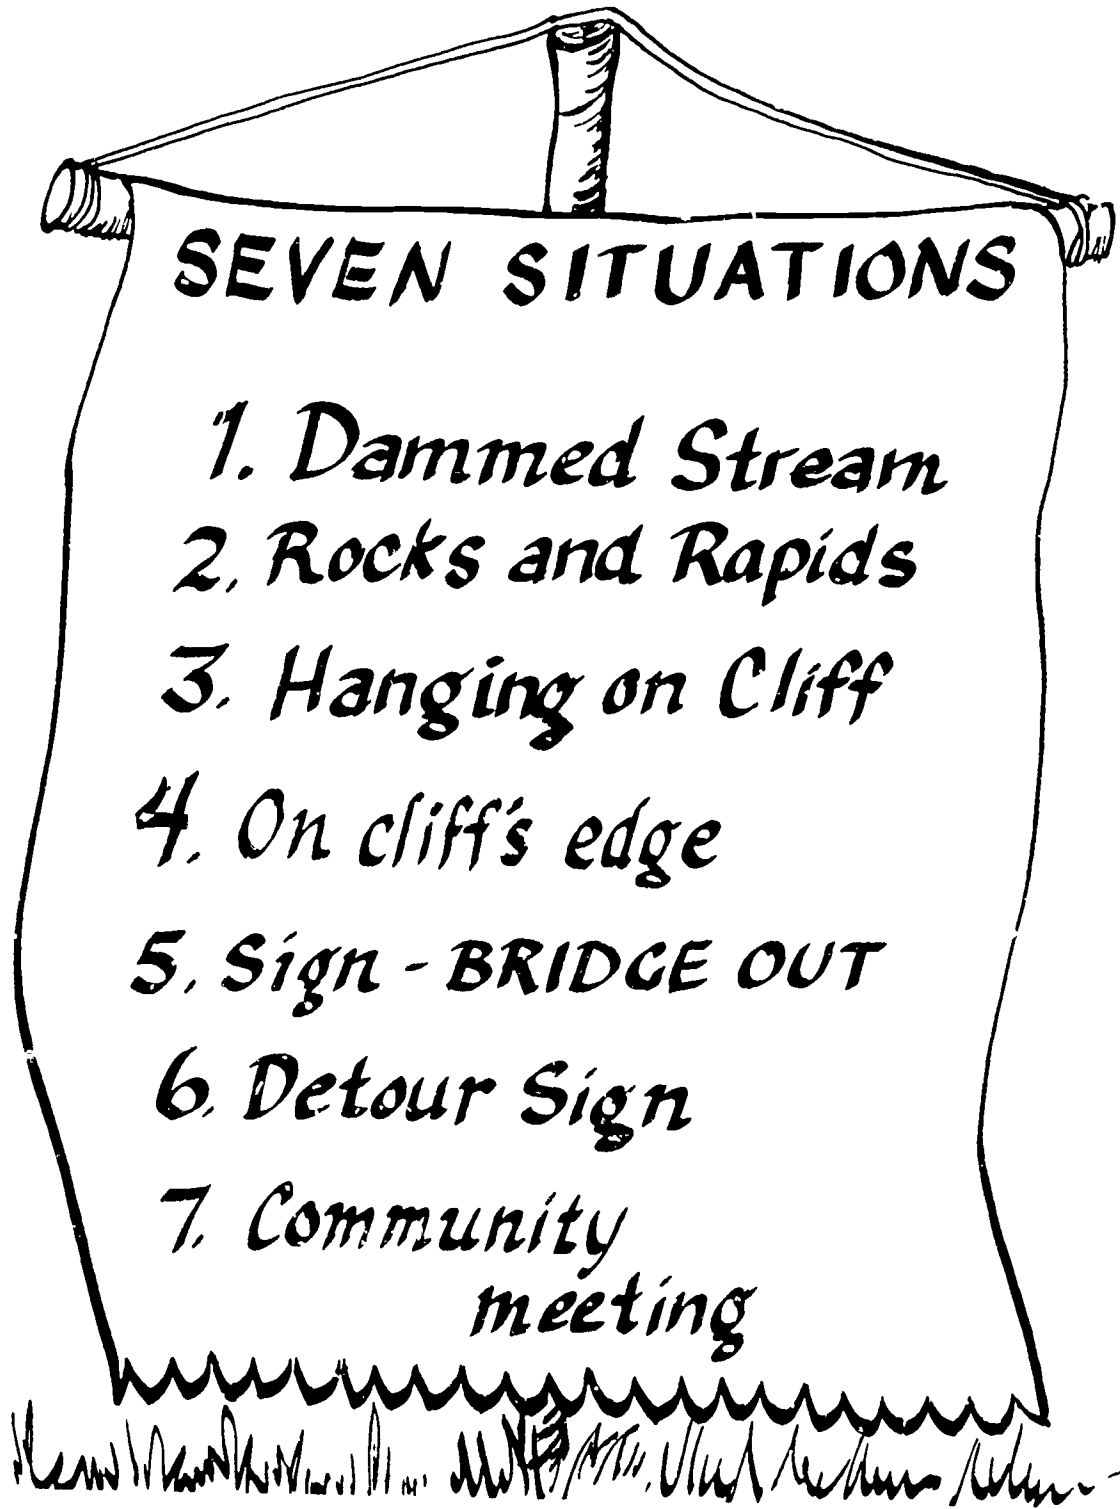 SEVEN SITUATIONS
1. Dammed Stream
2. Rocks and Rapids
3. Hanging on Cliff
4. On cliff's edge
5. Sign - BRIDGE OUT
6. Detour Sign
7. Community
meeting